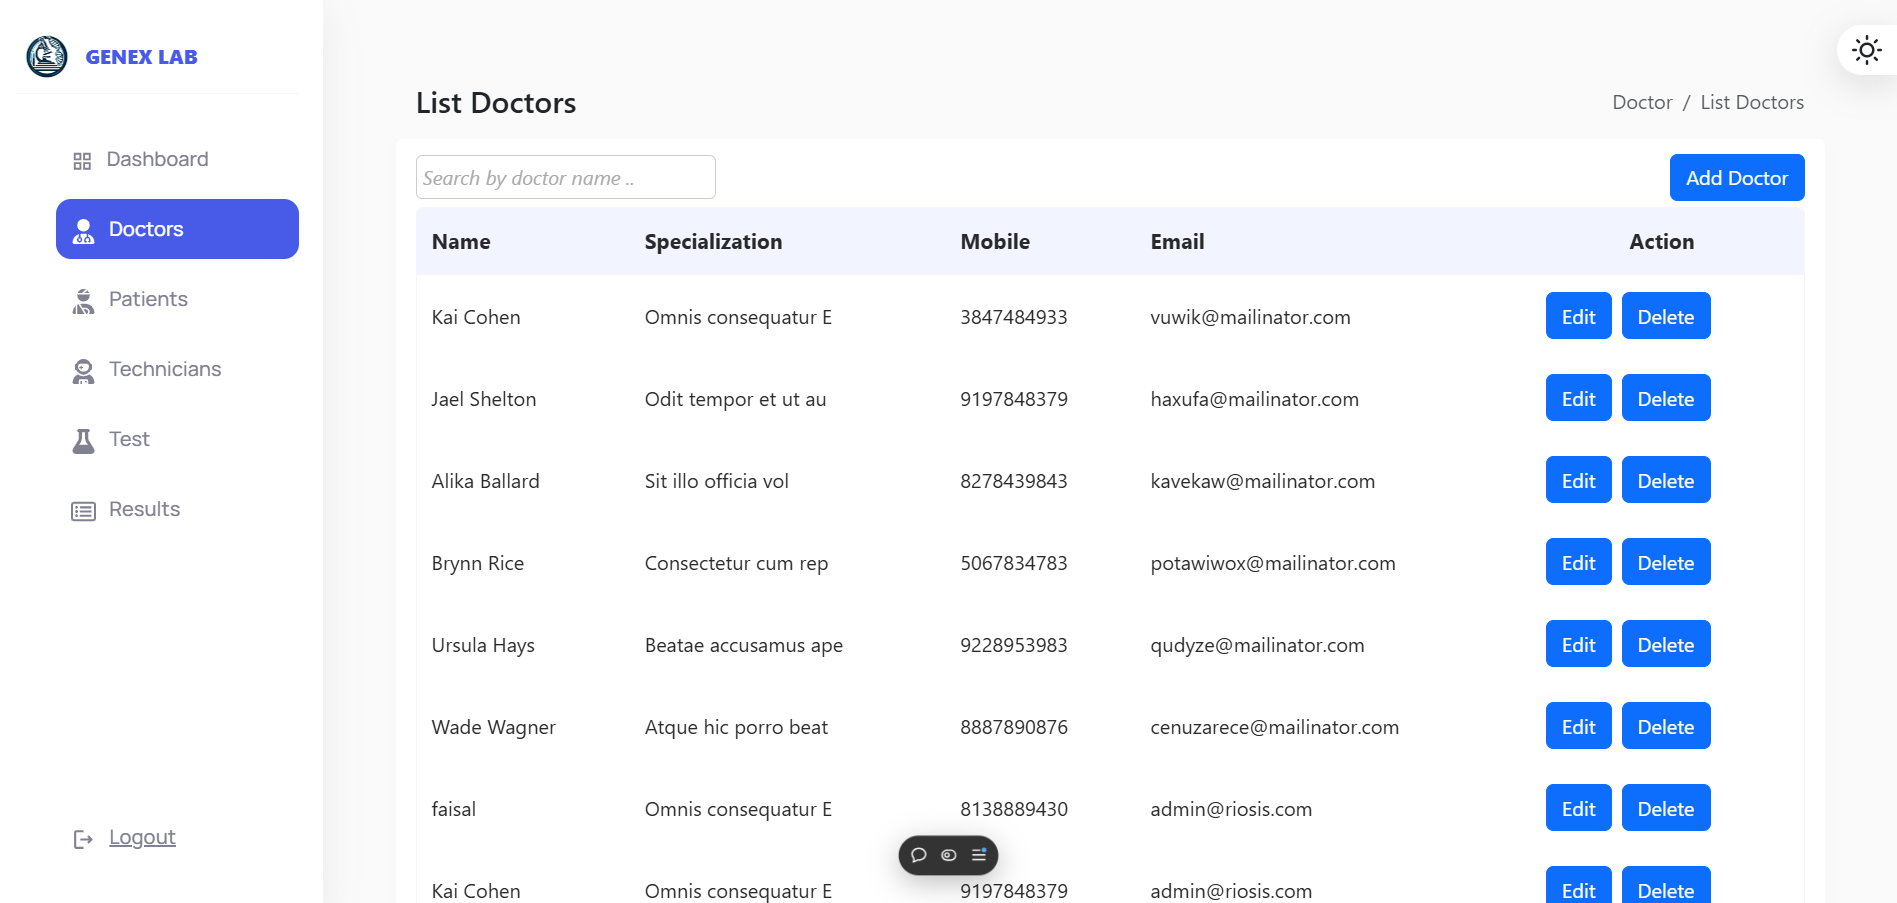 GENEX LAB
Dashboard
Doctors
Patients
Technicians
Test
Results
Logout
List Doctors
Doctor / List Doctors
Search by doctor name ..
Add Doctor
Name Specialization Mobile Email Action
Kai Cohen Omnis consequatur E 3847484933 vuwik@mailinator.com Edit Delete
Jael Shelton Odit tempor et ut au 9197848379 haxufa@mailinator.com Edit Delete
Alika Ballard Sit illo officia vol 8278439843 kavekaw@mailinator.com Edit Delete
Brynn Rice Consectetur cum rep 5067834783 potawiwox@mailinator.com Edit Delete
Ursula Hays Beatae accusamus ape 9228953983 qudyze@mailinator.com Edit Delete
Wade Wagner Atque hic porro beat 8887890876 cenuzarece@mailinator.com Edit Delete
faisal Omnis consequatur E 8138889430 admin@riosis.com Edit Delete
Kai Cohen Omnis consequatur E 9197848379 admin@riosis.com Edit Delete